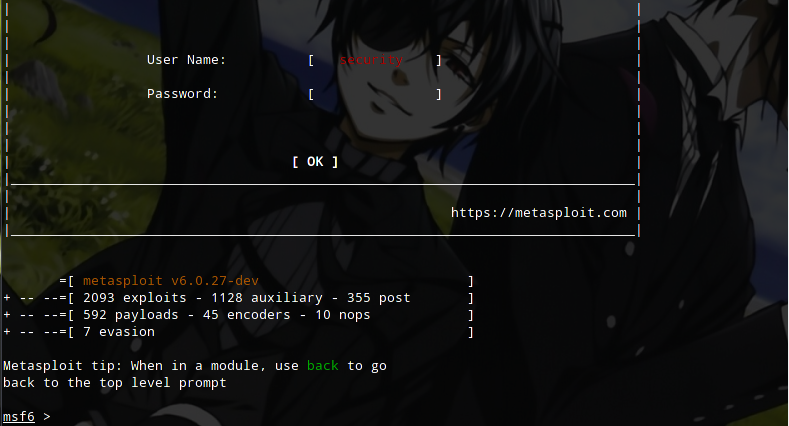 User Name: [ security ]
Password: [ ]
[ OK ]
https://metasploit.com
=[ metasploit v6.0.27-dev ]
+ -- --=[ 2093 exploits - 1128 auxiliary - 355 post ]
+ -- --=[ 592 payloads - 45 encoders - 10 nops ]
+ -- --=[ 7 evasion ]
Metasploit tip: When in a module, use back to go
back to the top level prompt
msf6 >